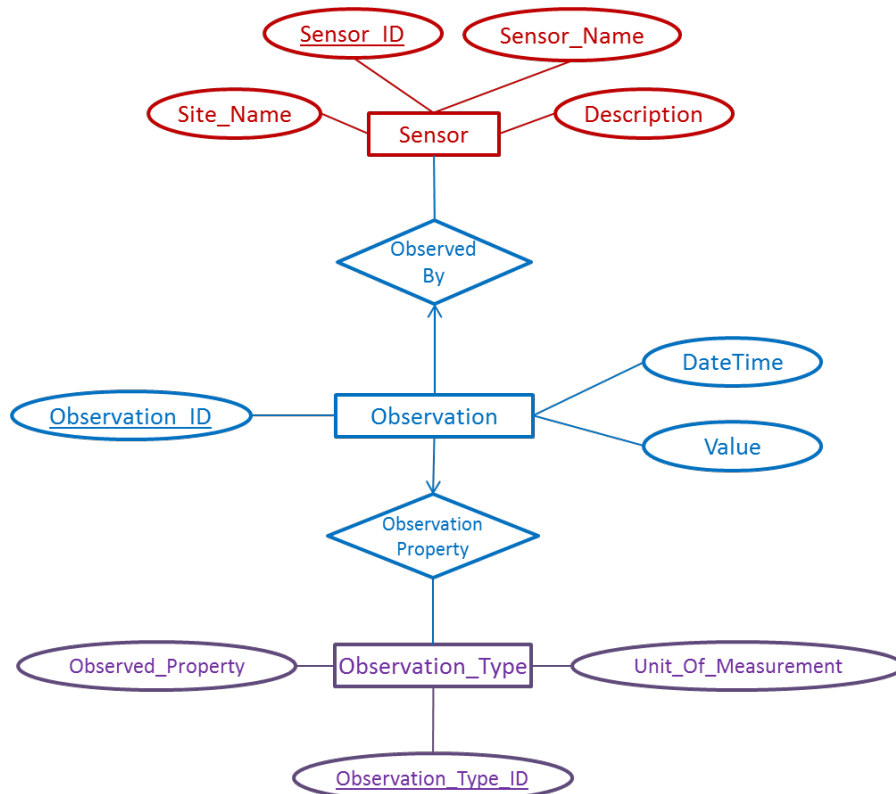 Sensor_ID
Sensor_Name
Site_Name
Sensor
Description
Observed
By
DateTime
Observation_ID
Observation
Value
Observation
Property
Observed_Property
Observation_Type
Unit_Of_Measurement
Observation_Type_ID